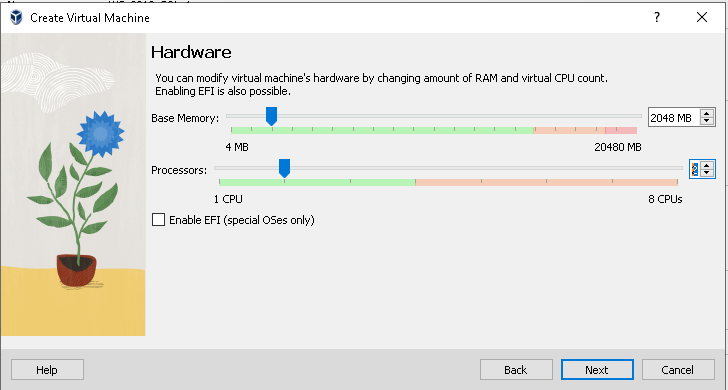 Create Virtual Machine
?
Hardware
You can modify virtual machine's hardware by changing amount of RAM and virtual CPU count.
Enabling EFI is also possible.
Base Memory:
2048 MB
4 MB
20480 MB
Processors:
2
1 CPU
8 CPUs
Enable EFI (special OSes only)
Help
Back
Next
Cancel